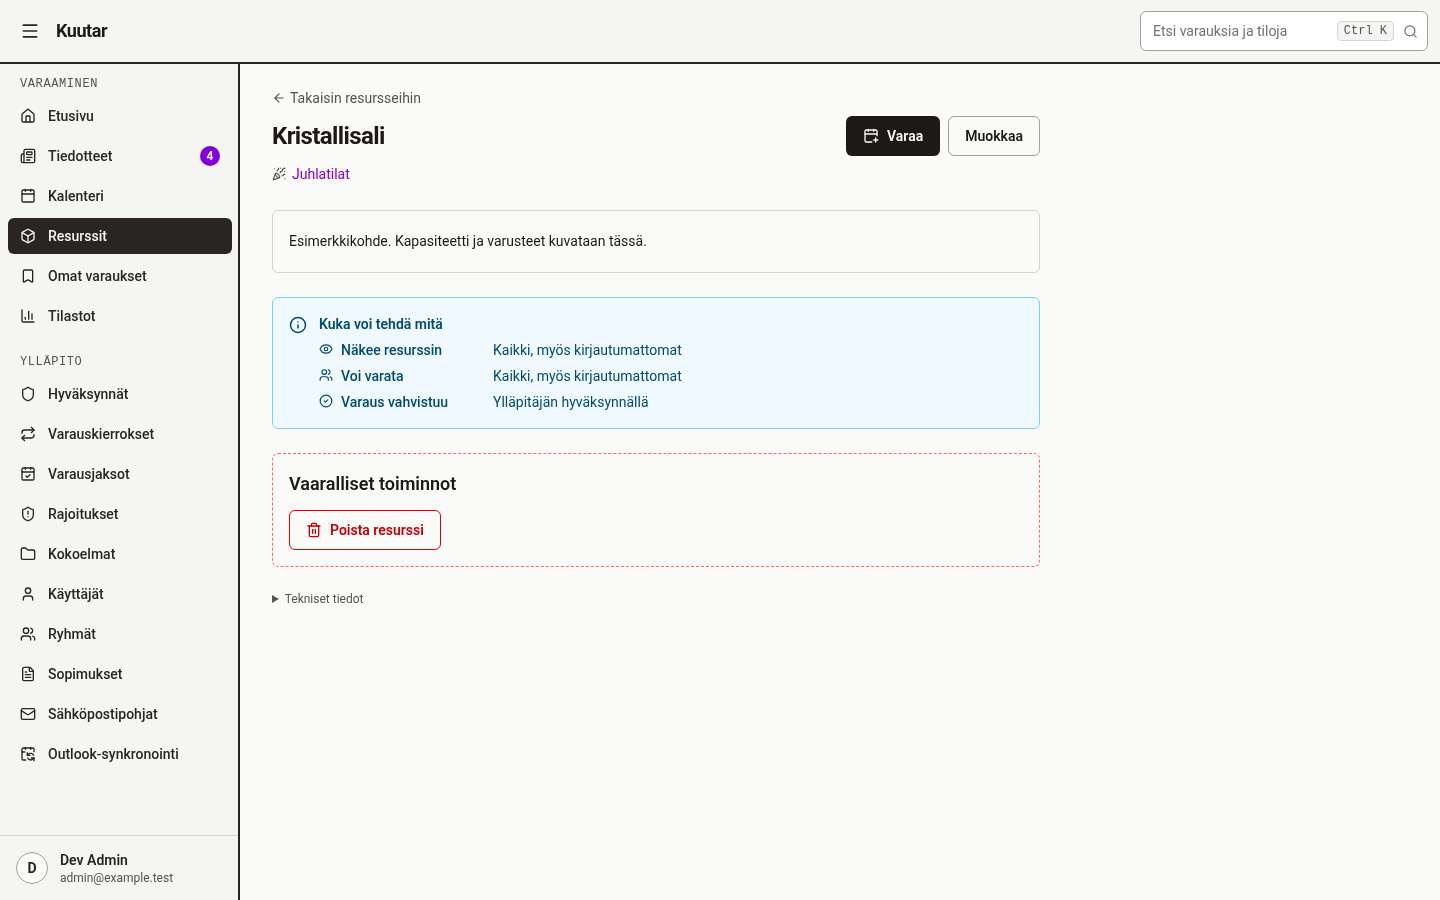 Kuutar
Etsi varauksia ja tiloja
Ctrl K
VARAAMINEN
Etusivu
Tiedotteet
4
Kalenteri
Resurssit
Omat varaukset
Tilastot
YLLÄPITO
Hyväksynnät
Varauskierrokset
Varausjaksot
Rajoitukset
Kokoelmat
Käyttäjät
Ryhmät
Sopimukset
Sähköpostipohjat
Outlook-synkronointi
D
Dev Admin
admin@example.test
Takaisin resursseihin
Kristallisali
Varaa
Muokkaa
Juhlatilat
Esimerkkikohde. Kapasiteetti ja varusteet kuvataan tässä.
Kuka voi tehdä mitä
Näkee resurssin Kaikki, myös kirjautumattomat
Voi varata Kaikki, myös kirjautumattomat
Varaus vahvistuu Ylläpitäjän hyväksynnällä
Vaaralliset toiminnot
Poista resurssi
Tekniset tiedot